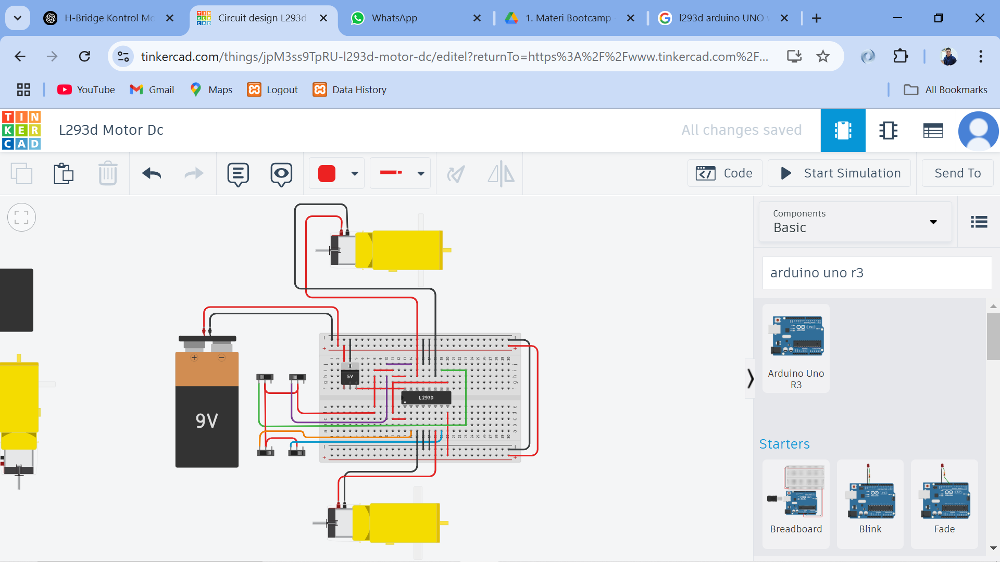 H-Bridge Kontrol Mo
Circuit design L293d
WhatsApp
1. Materi Bootcamp
l293d arduino UNO
tinkercad.com/things/jpM3ss9TpRU-l293d-motor-dc/editel?returnTo=https%3A%2F%2Fwww.tinkercad.com%2F...
YouTube
Gmail
Maps
Logout
Data History
All Bookmarks
TIN
KER
CAD
L293d Motor Dc
All changes saved
Code
Start Simulation
Send To
Components
Basic
arduino uno r3
Arduino Uno
R3
5V
L293D
9V
Starters
Breadboard
Blink
Fade